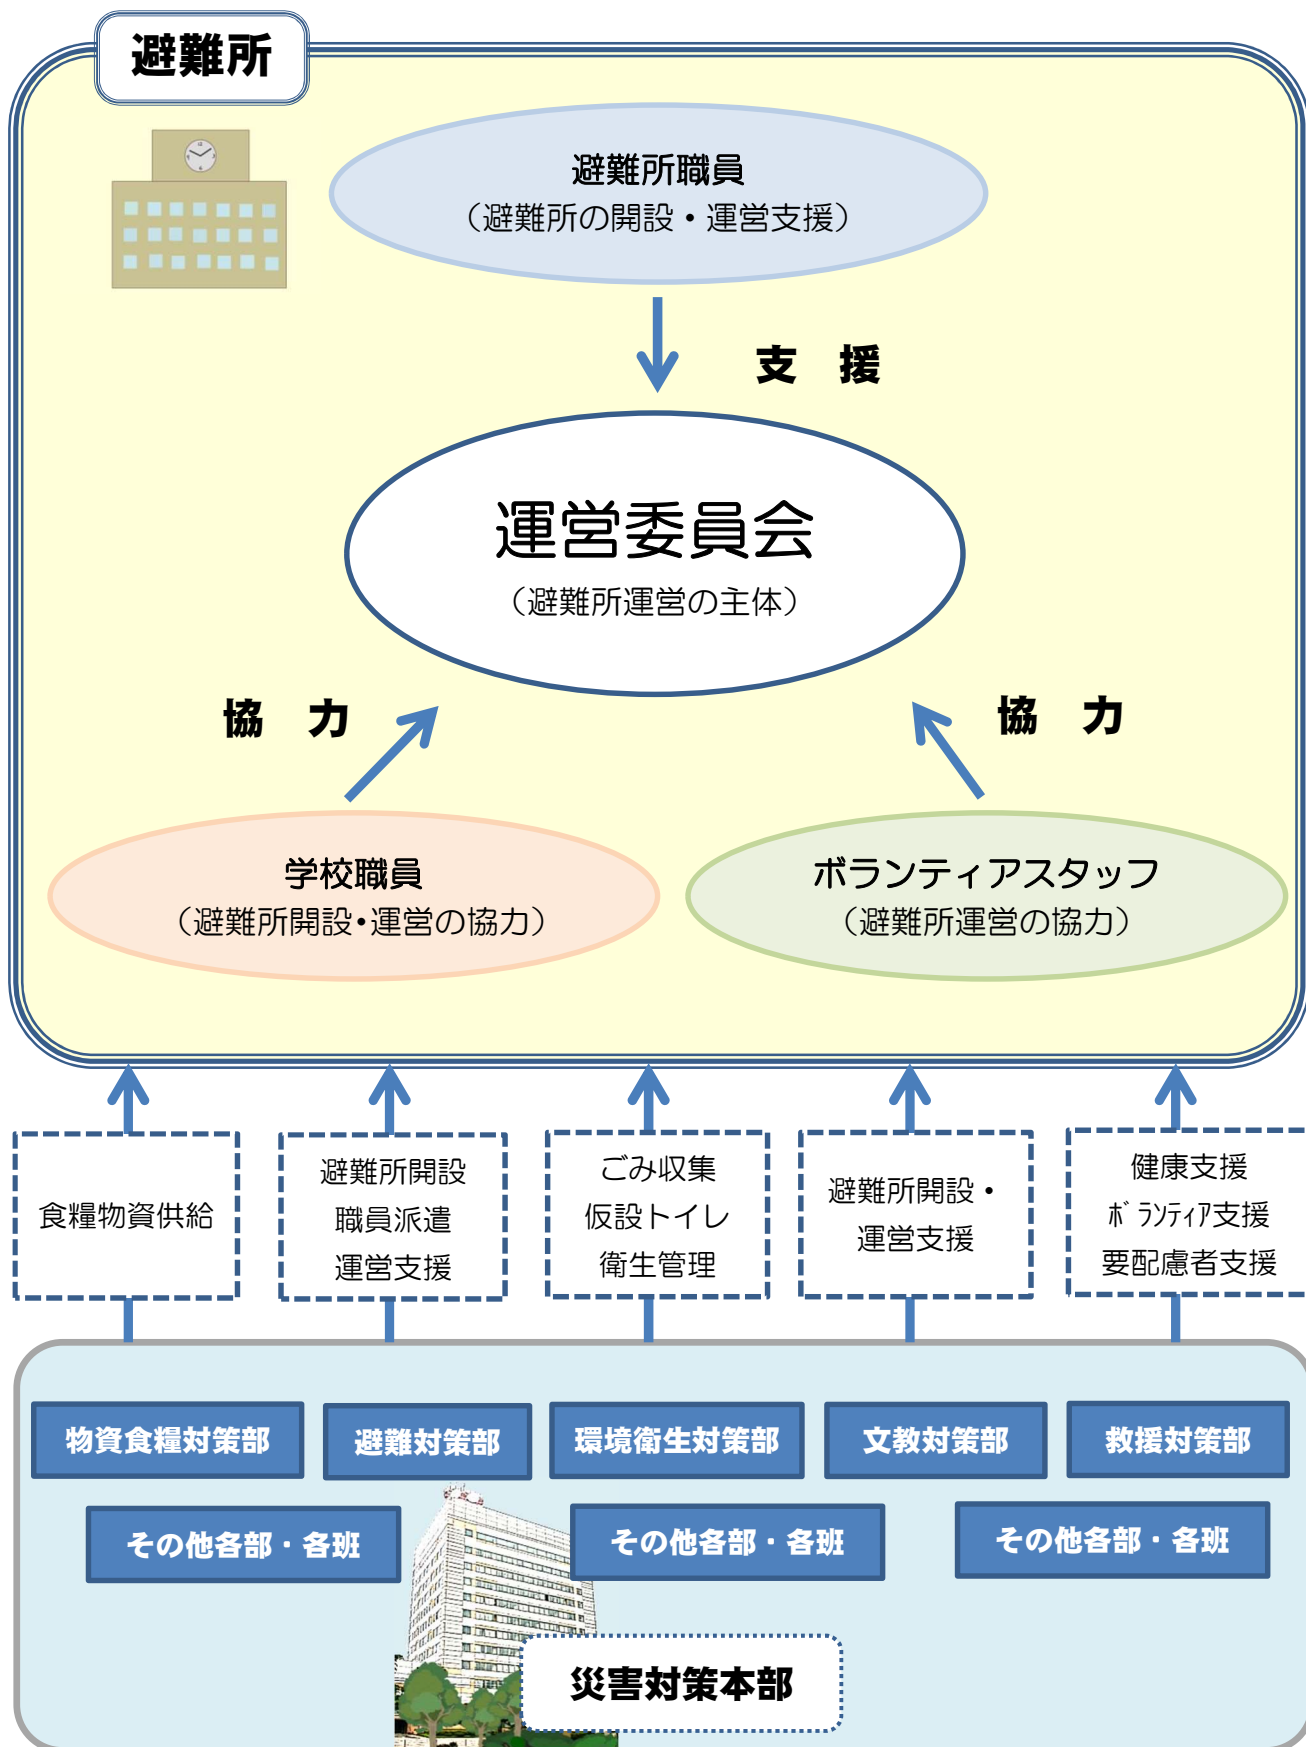 避難所
避難所職員
（避難所の開設・運営支援）
支　援
運営委員会
（避難所運営の主体）
協　力
協　力
学校職員
（避難所開設・運営の協力）
ボランティアスタッフ
（避難所運営の協力）
食糧物資供給
避難所開設
職員派遣
運営支援
ごみ収集
仮設トイレ
衛生管理
避難所開設・
運営支援
健康支援
ﾎﾞﾗﾝﾃｨｱ支援
要配慮者支援
物資食糧対策部
避難対策部
環境衛生対策部
文教対策部
救援対策部
その他各部・各班
その他各部・各班
その他各部・各班
災害対策本部